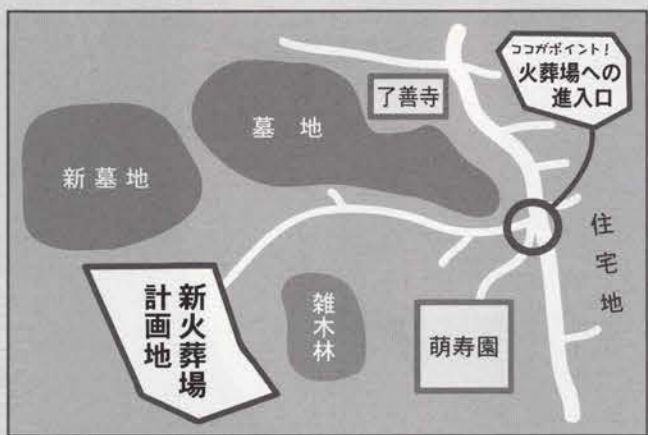 ココがポイント!
火葬場への
進入口
了善寺
墓地
新墓地
住宅地
新火葬場
計画地
雑木林
萌寿園